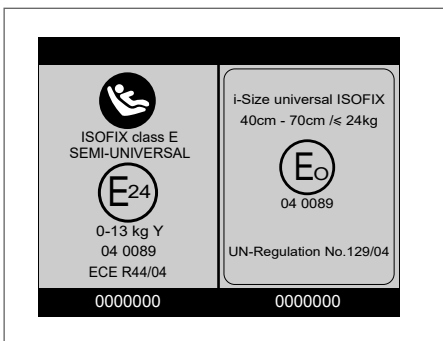 ISOFIX class E
SEMI-UNIVERSAL
E24
0-13 kg Y
04 0089
ECE R44/04
0000000
i-Size universal ISOFIX
40cm - 70cm /⩽ 24kg
EO
04 0089
UN-Regulation No.129/04
0000000